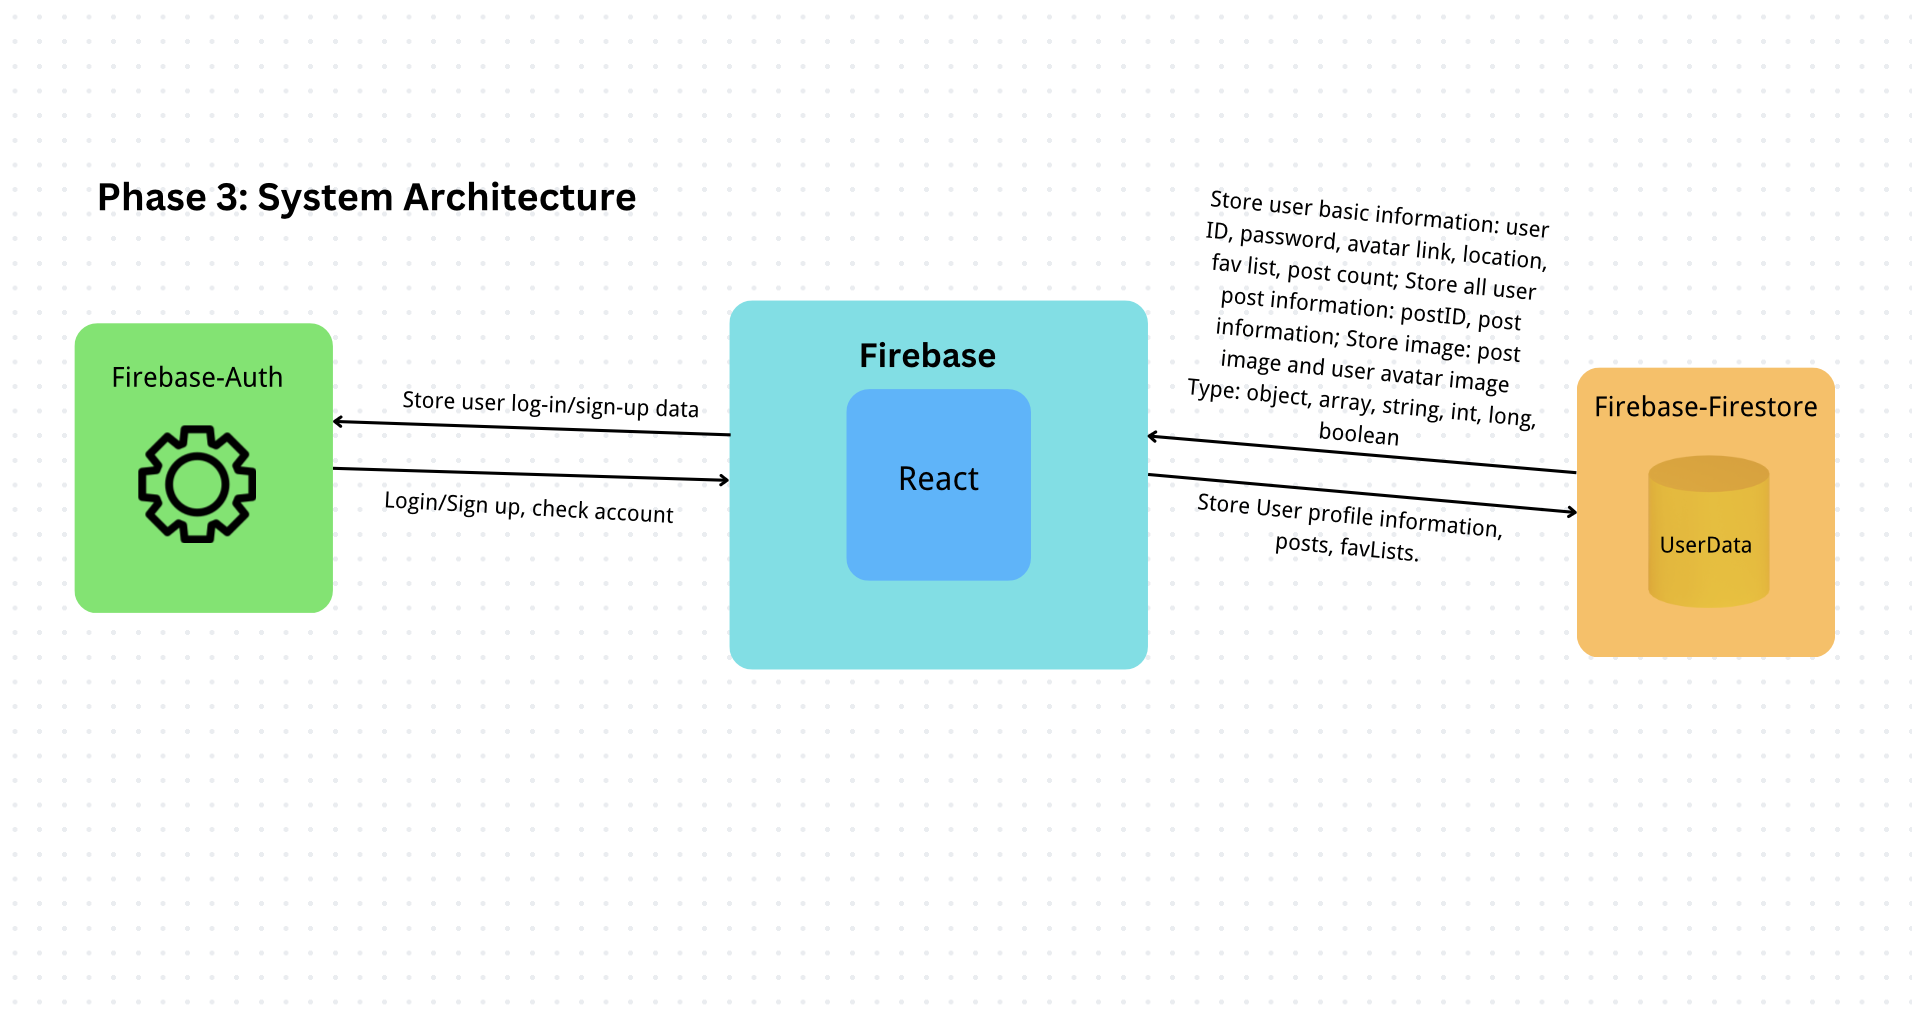 Phase 3: System Architecture
Firebase-Auth
Store user log-in/sign-up data
Login/Sign up, check account
Firebase
React
Store user basic information: user
ID, password, avatar link, location,
fav list, post count; Store all user
post information: postID, post
information; Store image: post
image and user avatar image
Type: object, array, string, int, long,
boolean
Store User profile information,
posts, favLists.
Firebase-Firestore
UserData